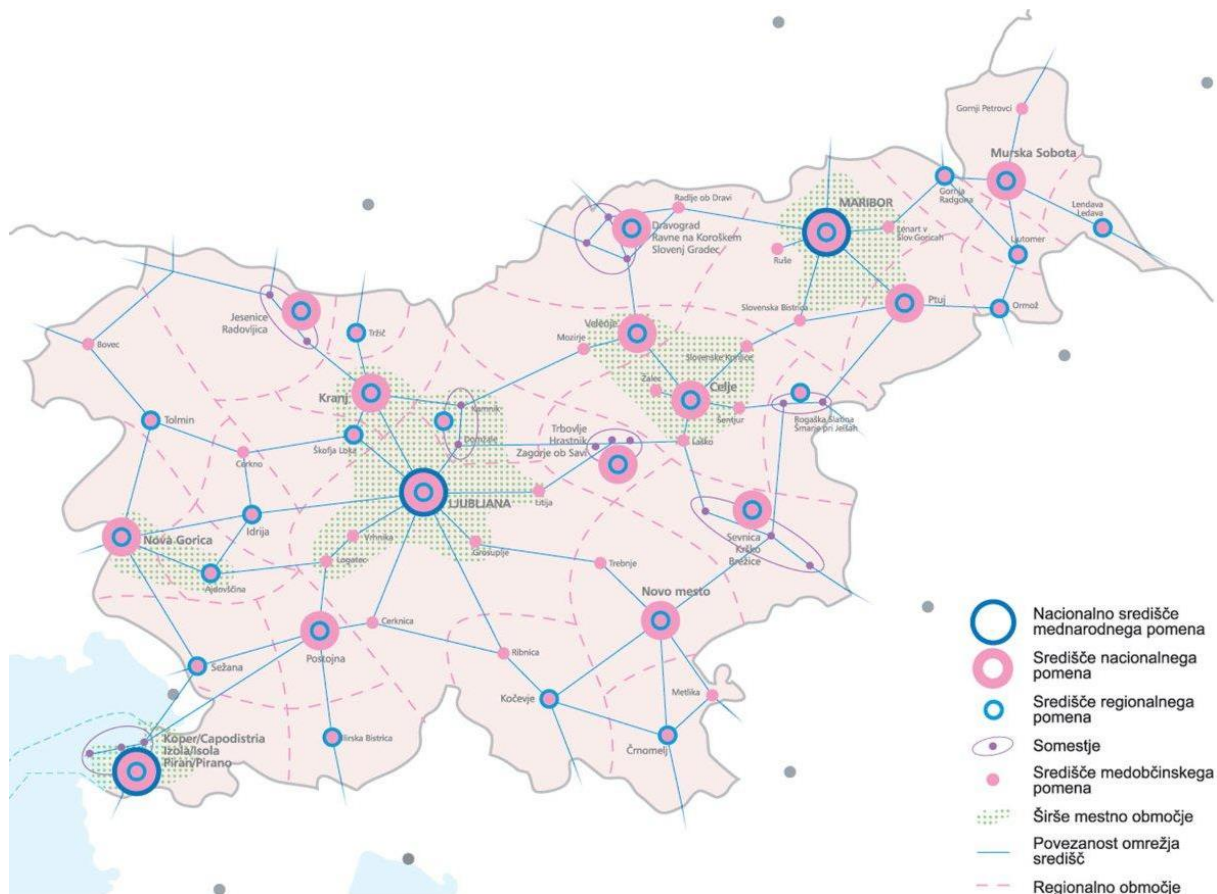 Gornji Petrovci
Murska Sobota
Gornja
Radgona
Lendava
Ledava
Radlje ob Dravi
MARIBOR
Lenart v
Slov.Goricah
Ljutomer
Dravograd
Ravne na Koroškem
Slovenj Gradec
Ruše
Ptuj
Ormož
Slovenska Bistrica
Jesenice
Radovljica
Tržič
Velenje
Mozirje
Slovenske Konjice
Bovec
Kranj
Žalec
Celje
Šentjur
Rogaška Slatina
Šmarje pri Jelšah
Kamnik
Domžale
Tolmin
Škofja Loka
Trbovlje
Hrastnik
Zagorje ob Savi
Laško
Cerkno
LJUBLJANA
Litija
Idrija
Nova Gorica
Vrhnika
Grosuplje
Sevnica
Krško
Brežice
Logatec
Ajdovščina
Trebnje
Novo mesto
Cerknica
Postojna
Ribnica
Sežana
Kočevje
Metlika
Koper/Capodistria
Izola/Isola
Piran/Pirano
Ilirska Bistrica
Črnomelj
Nacionalno središče
mednarodnega pomena
Središče nacionalnega
pomena
Središče regionalnega
pomena
Somestje
Središče medobčinskega
pomena
Širše mestno območje
Povezanost omrežja
središč
Regionalno območje